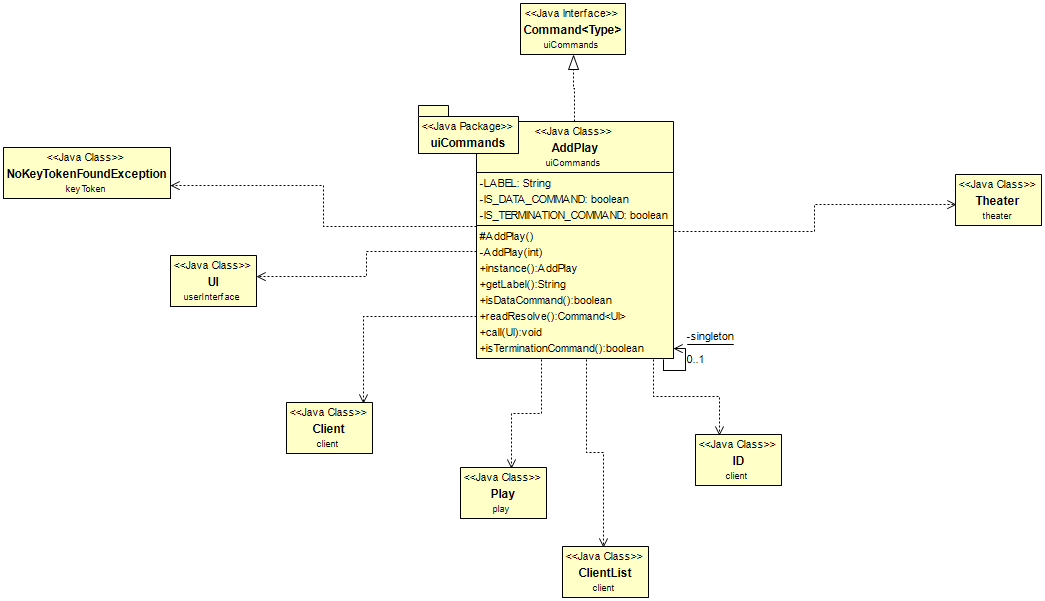 <<Java Interface>>
Command<Type>
uiCommands
<<Java Package>>
uiCommands
<<Java Class>>
AddPlay
uiCommands
-LABEL: String
-IS_DATA_COMMAND: boolean
-IS_TERMINATION_COMMAND: boolean
#AddPlay()
-AddPlay(int)
+instance():AddPlay
+getLabel():String
+isDataCommand():boolean
+readResolve():Command<UI>
+call(UI):void
+isTerminationCommand():boolean
<<Java Class>>
NoKeyTokenFoundException
keyToken
<<Java Class>>
Theater
theater
<<Java Class>>
UI
userInterface
-singleton
0..1
<<Java Class>>
Client
client
<<Java Class>>
ID
client
<<Java Class>>
Play
play
<<Java Class>>
ClientList
client